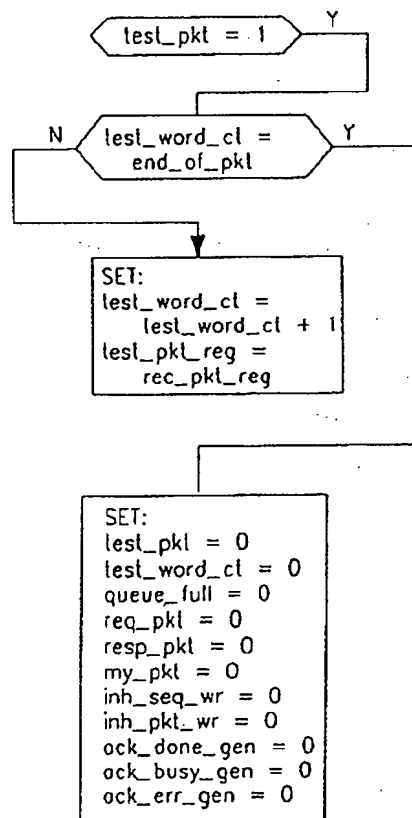 Y
test_pkt = 1
N
test_word_ct =
end_of_pkt
Y
SET:
test_word_ct =
test_word_ct + 1
test_pkt_reg =
rec_pkt_reg
SET:
test_pkt = 0
test_word_ct = 0
queue_full = 0
req_pkt = 0
resp_pkt = 0
my_pkt = 0
inh_seq_wr = 0
inh_pkt_wr = 0
ack_done_gen = 0
ack_busy_gen = 0
ack_err_gen = 0